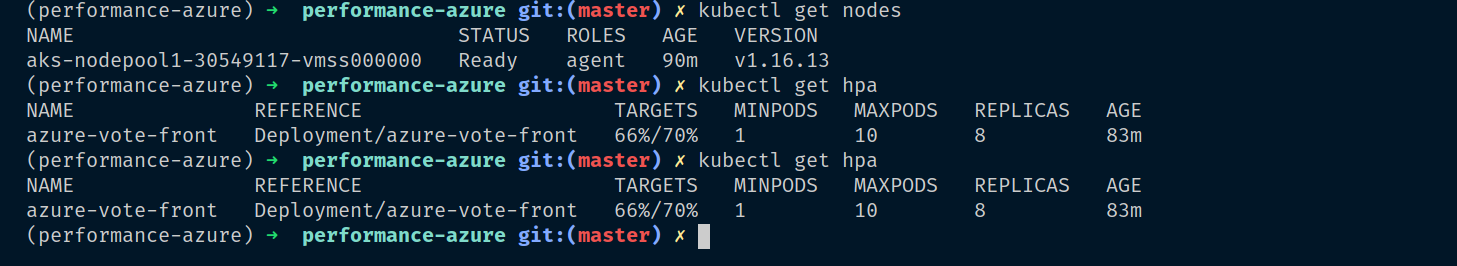 (performance-azure) ➜ performance-azure git:(master) ✗ kubectl get nodes
NAME STATUS ROLES AGE VERSION
aks-nodepool1-30549117-vmss000000 Ready agent 90m v1.16.13
(performance-azure) ➜ performance-azure git:(master) ✗ kubectl get hpa
NAME REFERENCE TARGETS MINPODS MAXPODS REPLICAS AGE
azure-vote-front Deployment/azure-vote-front 66%/70% 1 10 8 83m
(performance-azure) ➜ performance-azure git:(master) ✗ kubectl get hpa
NAME REFERENCE TARGETS MINPODS MAXPODS REPLICAS AGE
azure-vote-front Deployment/azure-vote-front 66%/70% 1 10 8 83m
(performance-azure) ➜ performance-azure git:(master) ✗